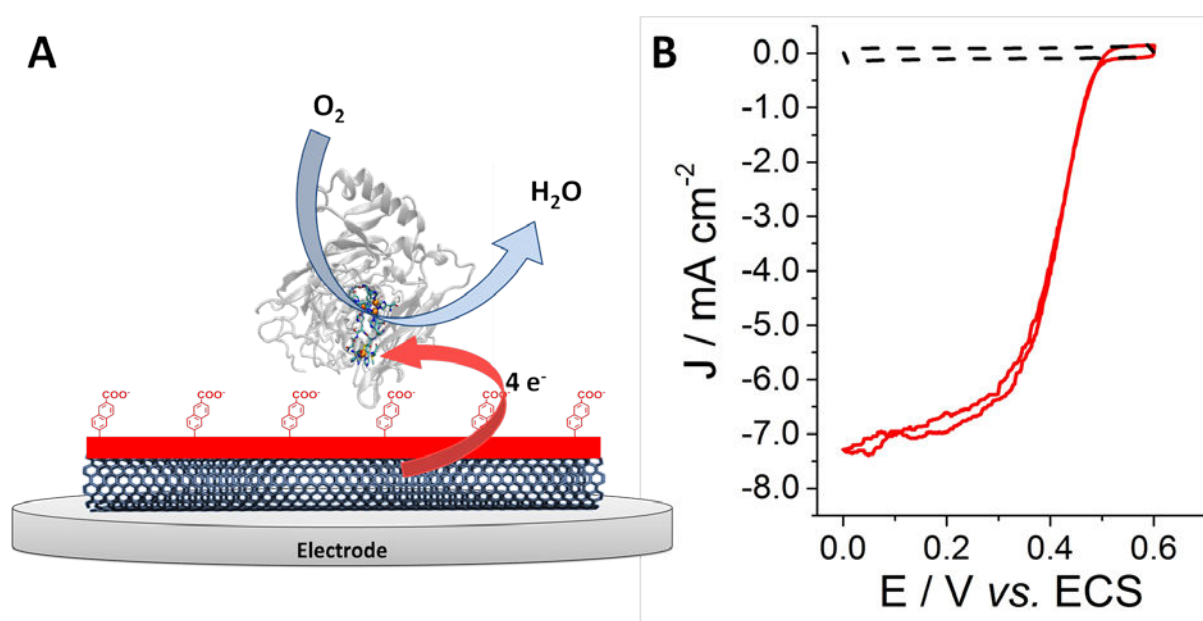 A
O₂
H₂O
4 e⁻
COO⁻ COO⁻ COO⁻ COO⁻ COO⁻ COO⁻
Electrode
B
J / mA cm⁻²
0.0
-1.0
-2.0
-3.0
-4.0
-5.0
-6.0
-7.0
-8.0
0.0 0.2 0.4 0.6
E / V vs. ECS